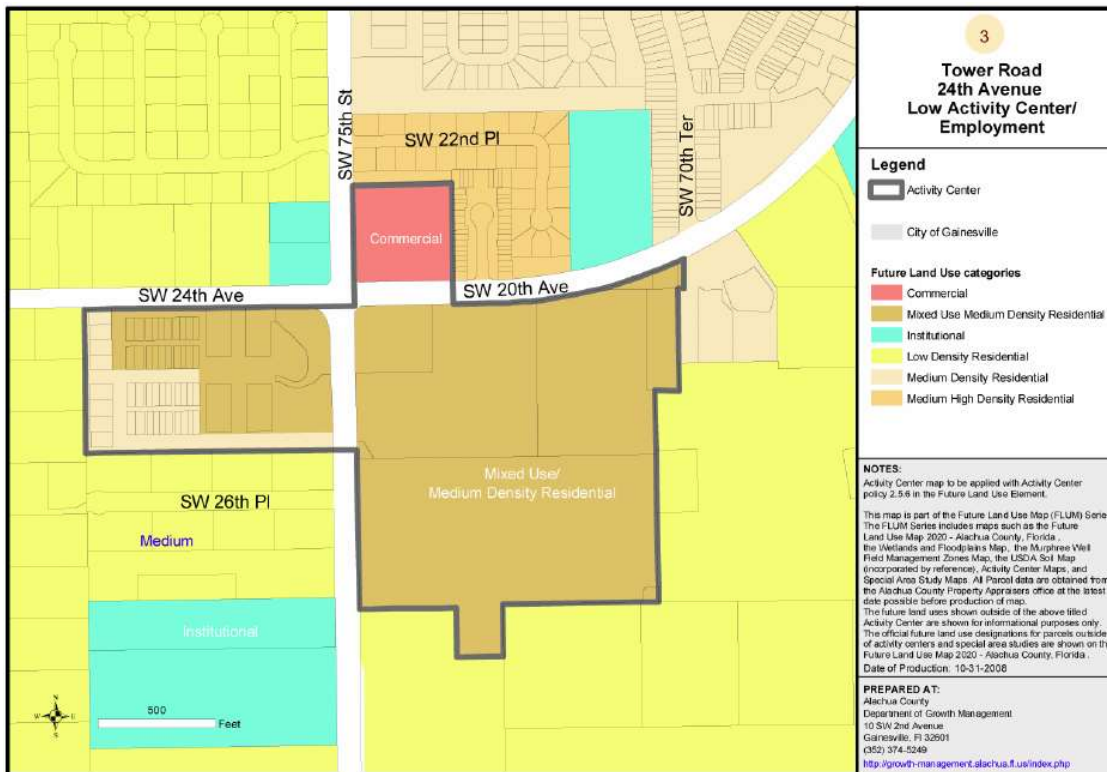 SW 75th St
SW 22nd Pl
SW 70th Ter
Commercial
SW 24th Ave
SW 20th Ave
Mixed Use/
Medium Density Residential
SW 26th Pl
Medium
Institutional
N
W
E
S
500
Feet
3
Tower Road
24th Avenue
Low Activity Center/
Employment
Legend
Activity Center
City of Gainesville
Future Land Use categories
Commercial
Mixed Use Medium Density Residential
Institutional
Low Density Residential
Medium Density Residential
Medium High Density Residential
NOTES:
Activity Center map to be applied with Activity Center
policy 2.5.6 in the Future Land Use Element.
This map is part of the Future Land Use Map (FLUM) Serie
The FLUM Series includes maps such as the Future
Land Use Map 2020 - Alachua County, Florida ,
the Wetlands and Floodplains Map, the Murphree Well
Field Management Zones Map, the USDA Soil Map
(incorporated by reference), Activity Center Maps, and
Special Area Study Maps. All Parcel data are obtained from
the Alachua County Property Appraisers office at the latest
date possible before production of map.
The future land uses shown outside of the above titled
Activity Center are shown for informational purposes only.
The official future land use designations for parcels outside
of activity centers and special area studies are shown on th
Future Land Use Map 2020 - Alachua County, Florida .
Date of Production: 10-31-2008
PREPARED AT:
Alachua County
Department of Growth Management
10 SW 2nd Avenue
Gainesville, Fl 32601
(352) 374-5249
http://growth-management.alachua.fl.us/index.php